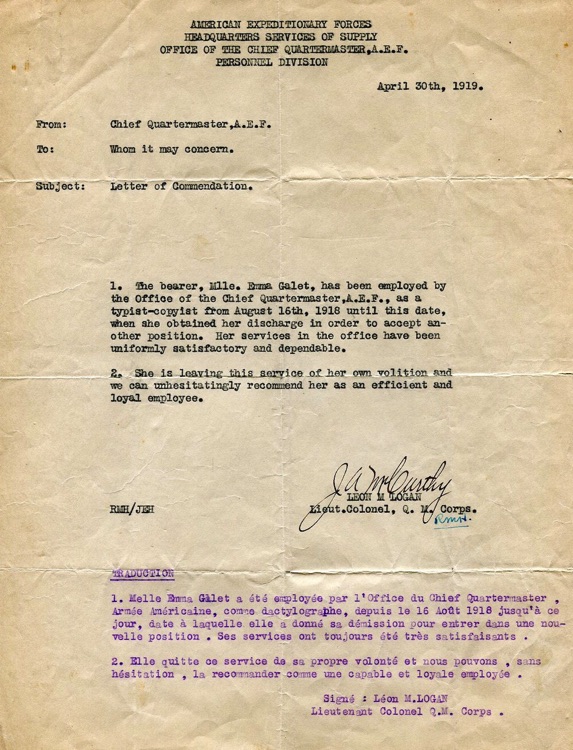 AMERICAN EXPEDITIONARY FORCES
HEADQUARTERS SERVICES OF SUPPLY
OFFICE OF THE CHIEF QUARTERMASTER,A.E.F.
PERSONNEL DIVISION
April 30th, 1919.
From: Chief Quartermaster,A.E.F.
To: Whom it may concern.
Subject: Letter of Commendation.
1. The bearer, Mlle. Emma Galet, has been employed by
the Office of the Chief Quartermaster,A.E.F., as a
typist-copyist from August 16th, 1918 until this date,
when she obtained her discharge in order to accept an-
other position. Her services in the office have been
uniformly satisfactory and dependable.
2. She is leaving this service of her own volition and
we can unhesitatingly recommend her as an efficient and
loyal employee.
J A McCarthy
LEON M LOGAN
RMH/JEH Lieut.Colonel, Q. M. Corps.
RMH.
TRADUCTION
1. Melle Emma Galet a été employée par l'Office du Chief Quartermaster ,
Armée Américaine, comme dactylographe, depuis le 16 Août 1918 jusqu'à ce
jour, date à laquelle elle a donné sa démission pour entrer dans une nou-
velle position . Ses services ont toujours été très satisfaisants .
2. Elle quitte ce service de sa propre volonté et nous pouvons , sans
hésitation , la recommander comme une capable et loyale employée .
Signé : Léon M.LOGAN
Lieutenant Colonel Q.M. Corps .